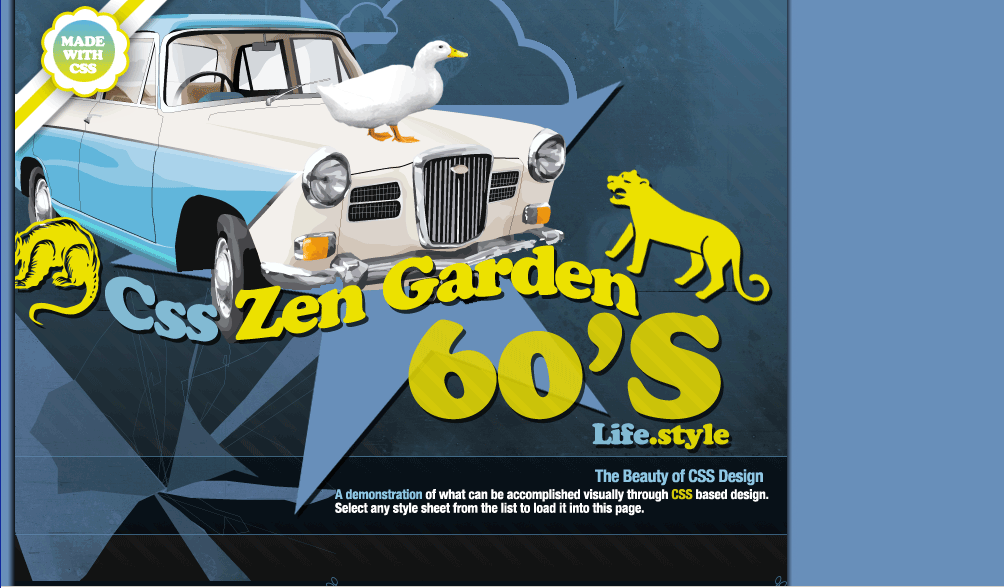 MADE
WITH
CSS
Css Zen Garden
60'S
Life.style
The Beauty of CSS Design
A demonstration of what can be accomplished visually through CSS based design.
Select any style sheet from the list to load it into this page.